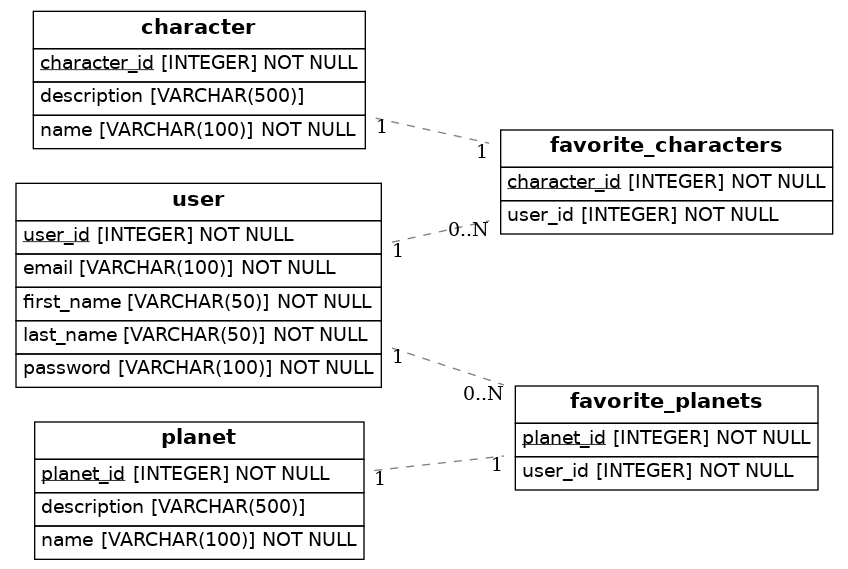 character
character_id [INTEGER] NOT NULL
description [VARCHAR(500)]
name [VARCHAR(100)] NOT NULL
1
1
favorite_characters
character_id [INTEGER] NOT NULL
user_id [INTEGER] NOT NULL
user
user_id [INTEGER] NOT NULL
email [VARCHAR(100)] NOT NULL
first_name [VARCHAR(50)] NOT NULL
last_name [VARCHAR(50)] NOT NULL
password [VARCHAR(100)] NOT NULL
1
0..N
1
0..N
favorite_planets
planet_id [INTEGER] NOT NULL
user_id [INTEGER] NOT NULL
planet
planet_id [INTEGER] NOT NULL
description [VARCHAR(500)]
name [VARCHAR(100)] NOT NULL
1
1